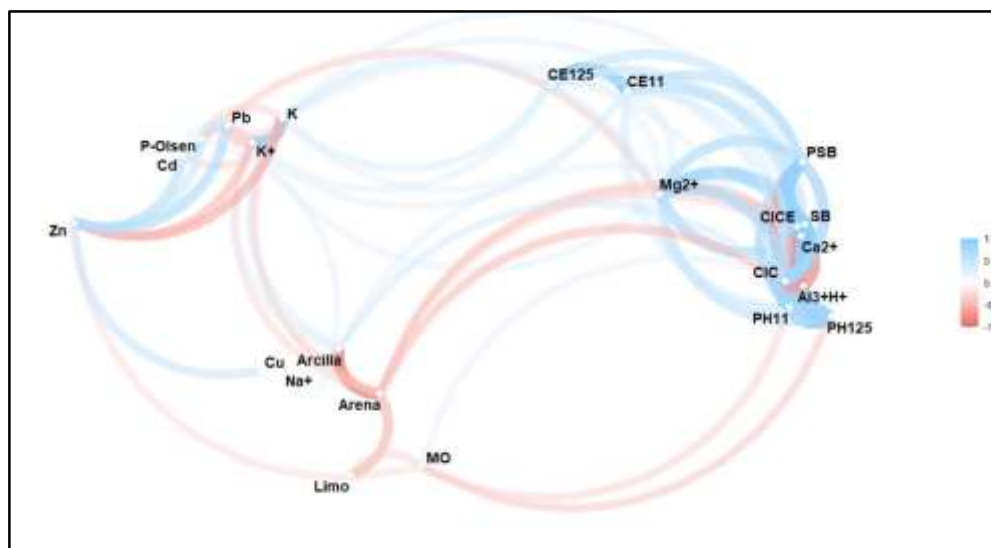 CE125
CE11
Pb
K
P-Olsen
K+
Cd
PSB
Mg2+
Zn
CICE
SB
Ca2+
CIC
Al3+H+
PH11
PH125
Cu
Arcilla
Na+
Arena
MO
Limo